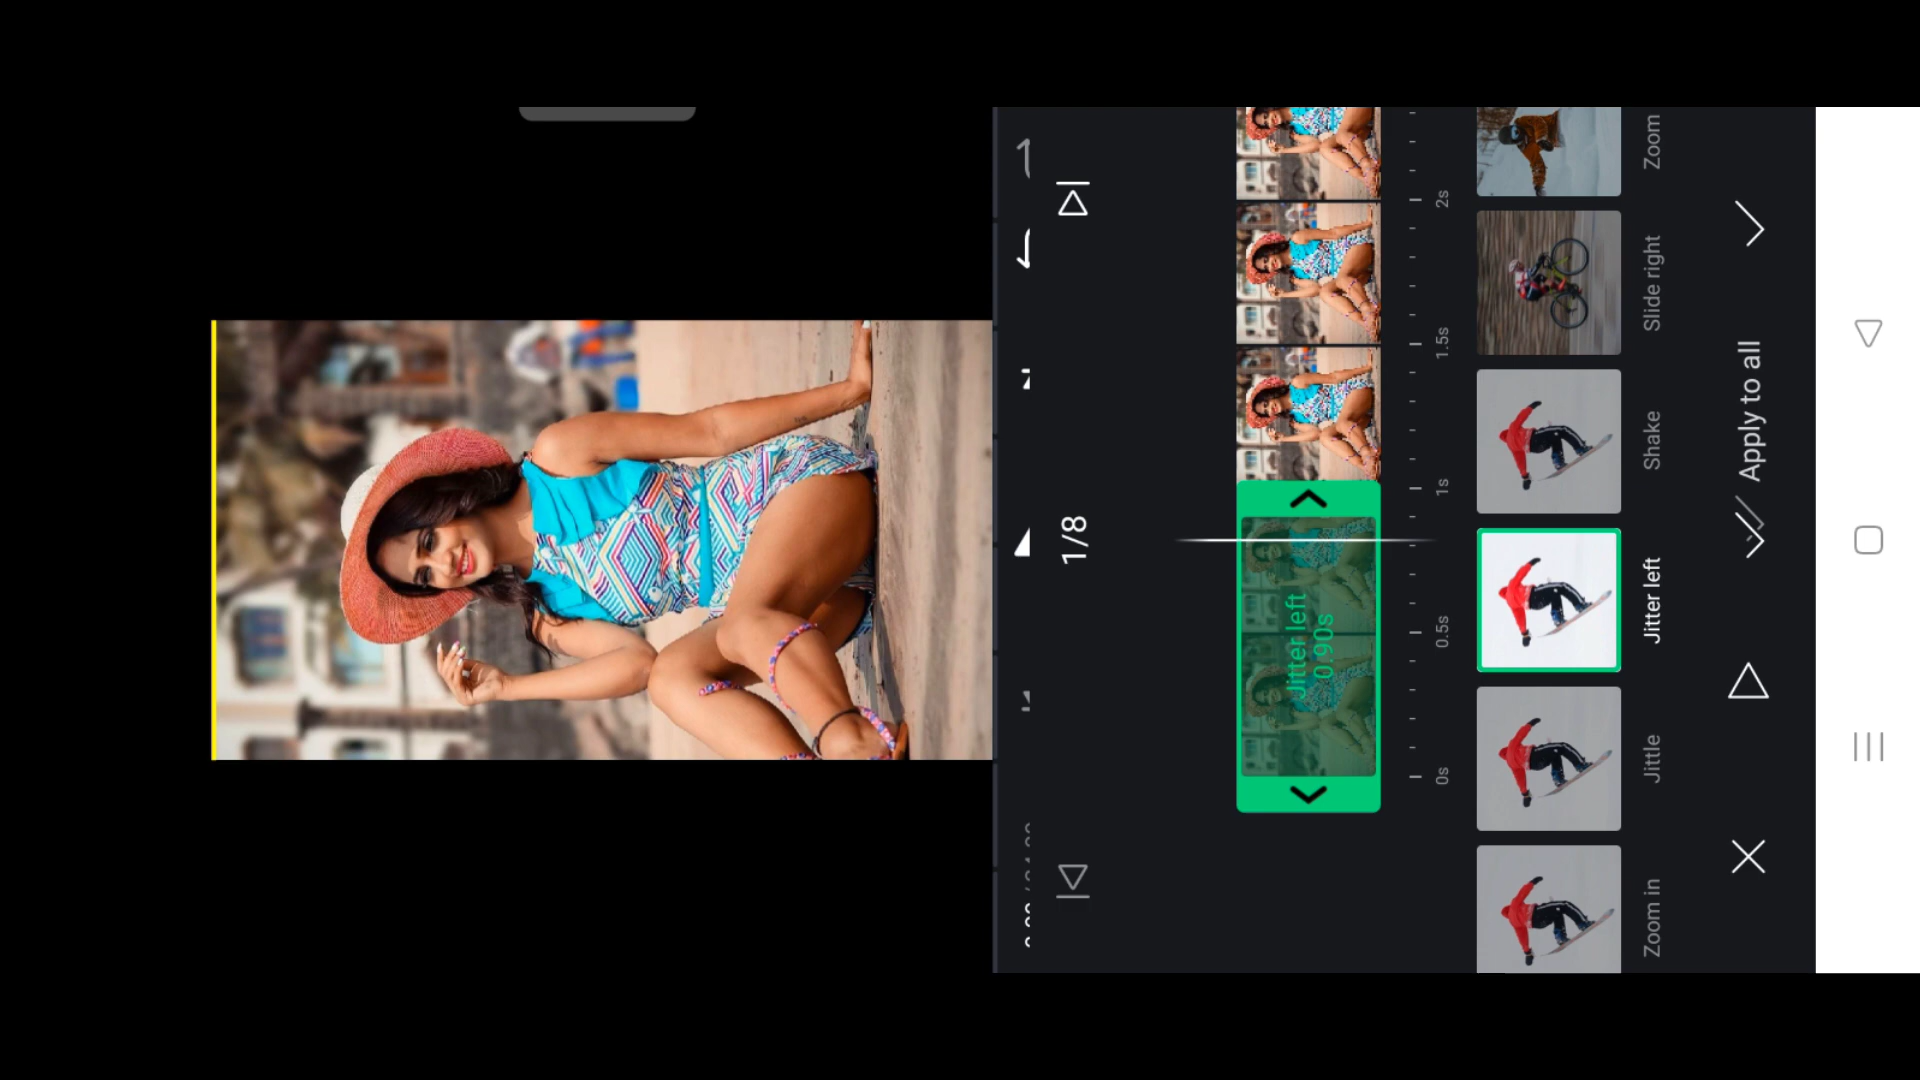 1/8
Jitter left
0.90s
0s
0.5s
1s
1.5s
2s
Zoom in
Jittle
Jitter left
Shake
Slide right
Zoom
Apply to all